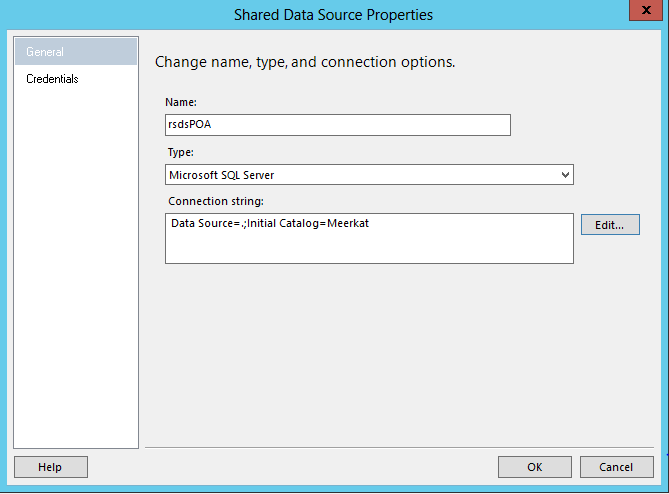 Shared Data Source Properties
x
General
Credentials
Change name, type, and connection options.
Name:
rsdsPOA
Type:
Microsoft SQL Server
Connection string:
Data Source=.;Initial Catalog=Meerkat
Edit...
Help
OK
Cancel